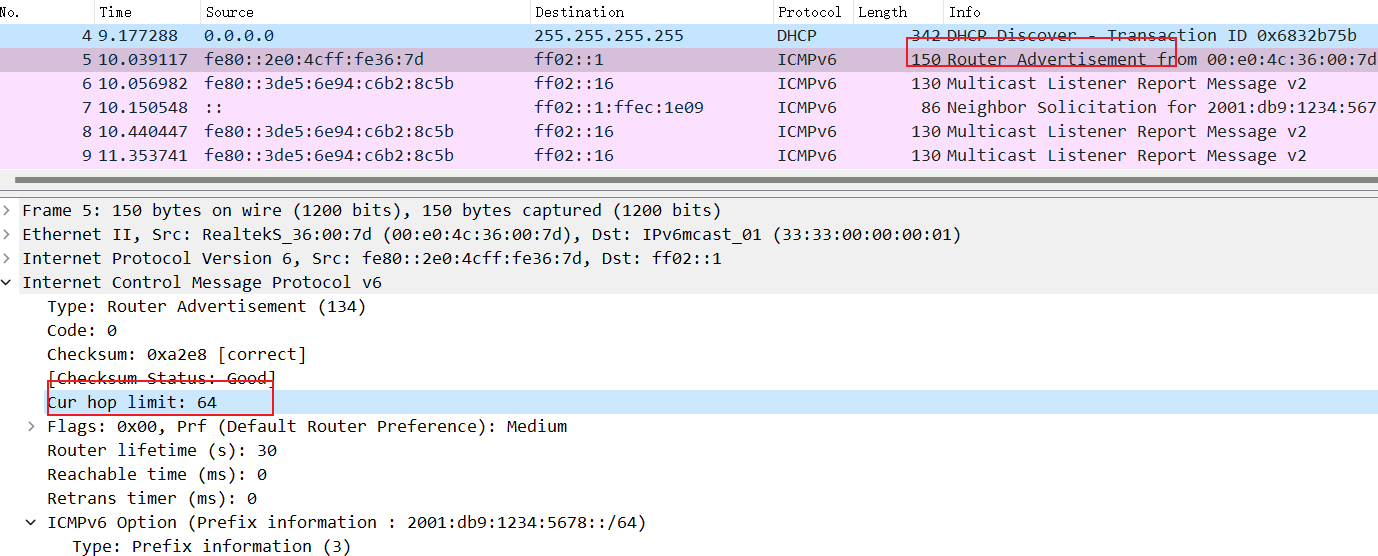 No. Time Source Destination Protocol Length Info
4 9.177288 0.0.0.0 255.255.255.255 DHCP 342 DHCP Discover - Transaction ID 0x6832b75b
5 10.039117 fe80::2e0:4cff:fe36:7d ff02::1 ICMPv6 150 Router Advertisement from 00:e0:4c:36:00:7d
6 10.056982 fe80::3de5:6e94:c6b2:8c5b ff02::16 ICMPv6 130 Multicast Listener Report Message v2
7 10.150548 :: ff02::1:ffec:1e09 ICMPv6 86 Neighbor Solicitation for 2001:db9:1234:567
8 10.440447 fe80::3de5:6e94:c6b2:8c5b ff02::16 ICMPv6 130 Multicast Listener Report Message v2
9 11.353741 fe80::3de5:6e94:c6b2:8c5b ff02::16 ICMPv6 130 Multicast Listener Report Message v2
Frame 5: 150 bytes on wire (1200 bits), 150 bytes captured (1200 bits)
Ethernet II, Src: RealtekS_36:00:7d (00:e0:4c:36:00:7d), Dst: IPv6mcast_01 (33:33:00:00:00:01)
Internet Protocol Version 6, Src: fe80::2e0:4cff:fe36:7d, Dst: ff02::1
Internet Control Message Protocol v6
Type: Router Advertisement (134)
Code: 0
Checksum: 0xa2e8 [correct]
[Checksum Status: Good]
Cur hop limit: 64
Flags: 0x00, Prf (Default Router Preference): Medium
Router lifetime (s): 30
Reachable time (ms): 0
Retrans timer (ms): 0
ICMPv6 Option (Prefix information : 2001:db9:1234:5678::/64)
Type: Prefix information (3)